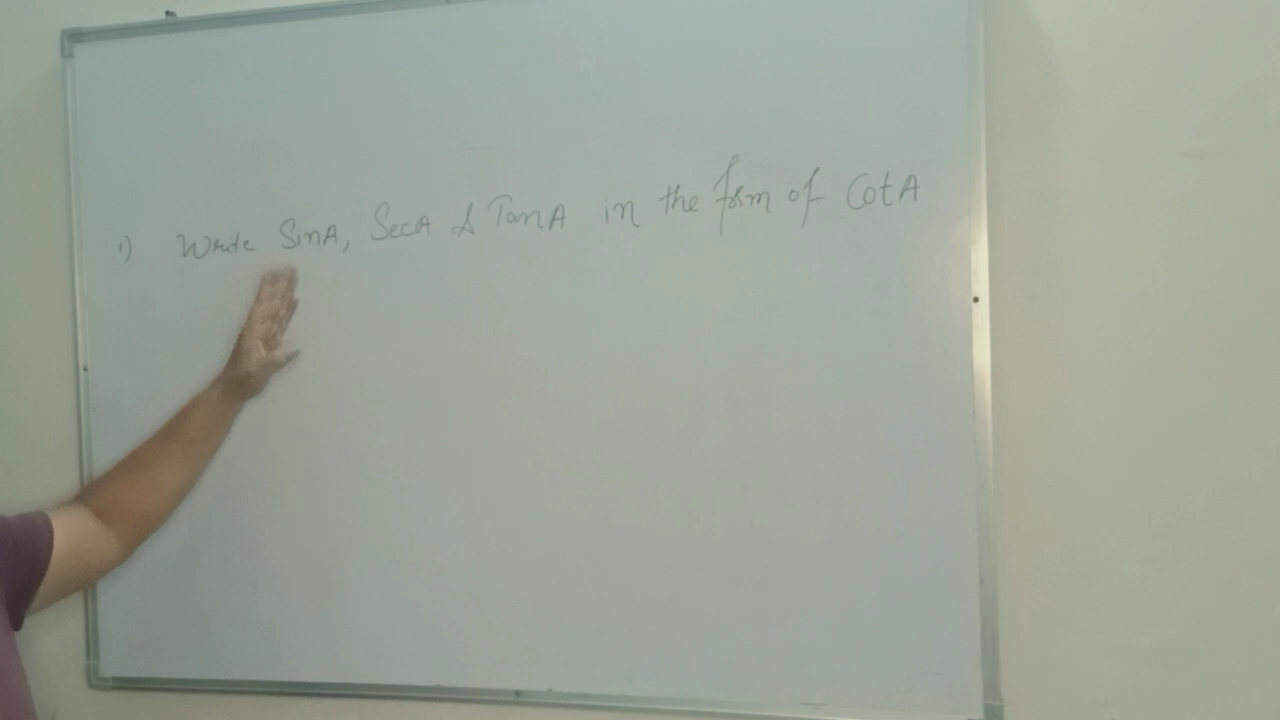 1) Write SinA, SecA & TanA in the form of CotA